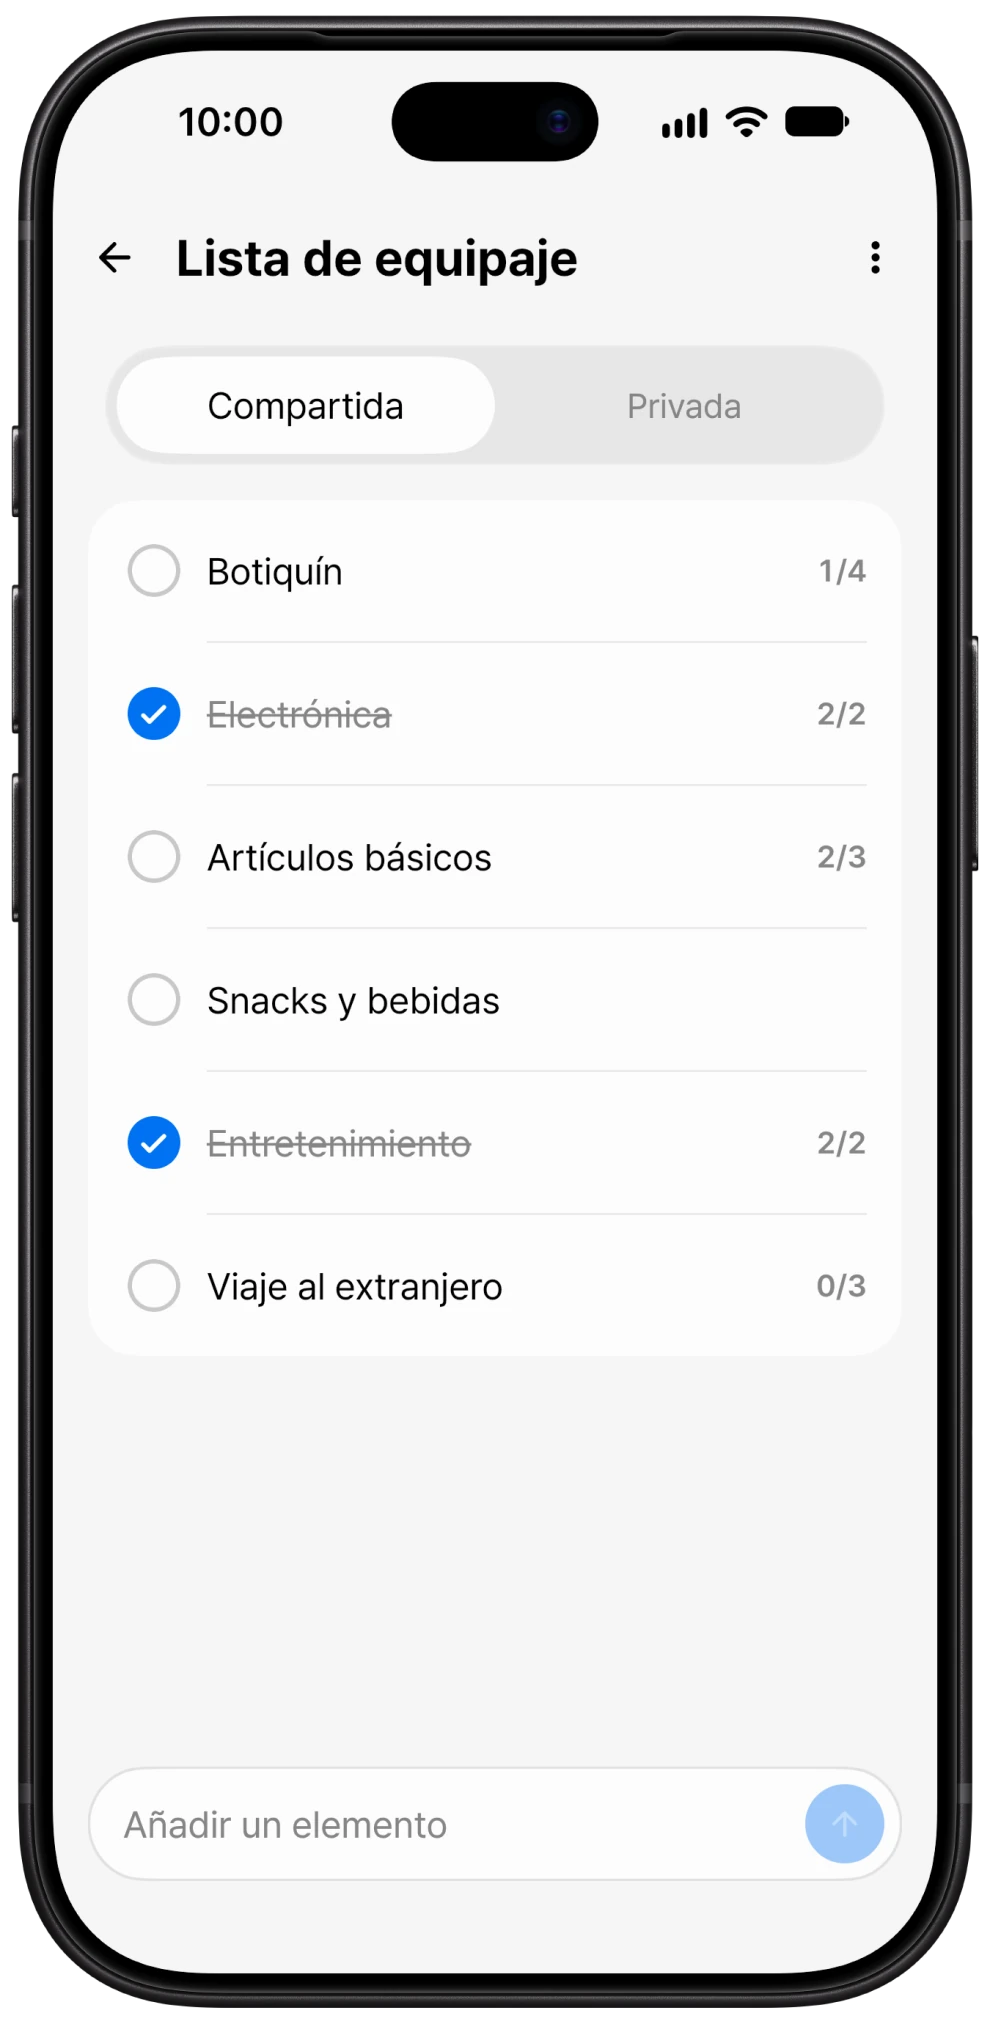 10:00
Lista de equipaje
Compartida
Privada
Botiquín 1/4
Electrónica 2/2
Artículos básicos 2/3
Snacks y bebidas
Entretenimiento 2/2
Viaje al extranjero 0/3
Añadir un elemento